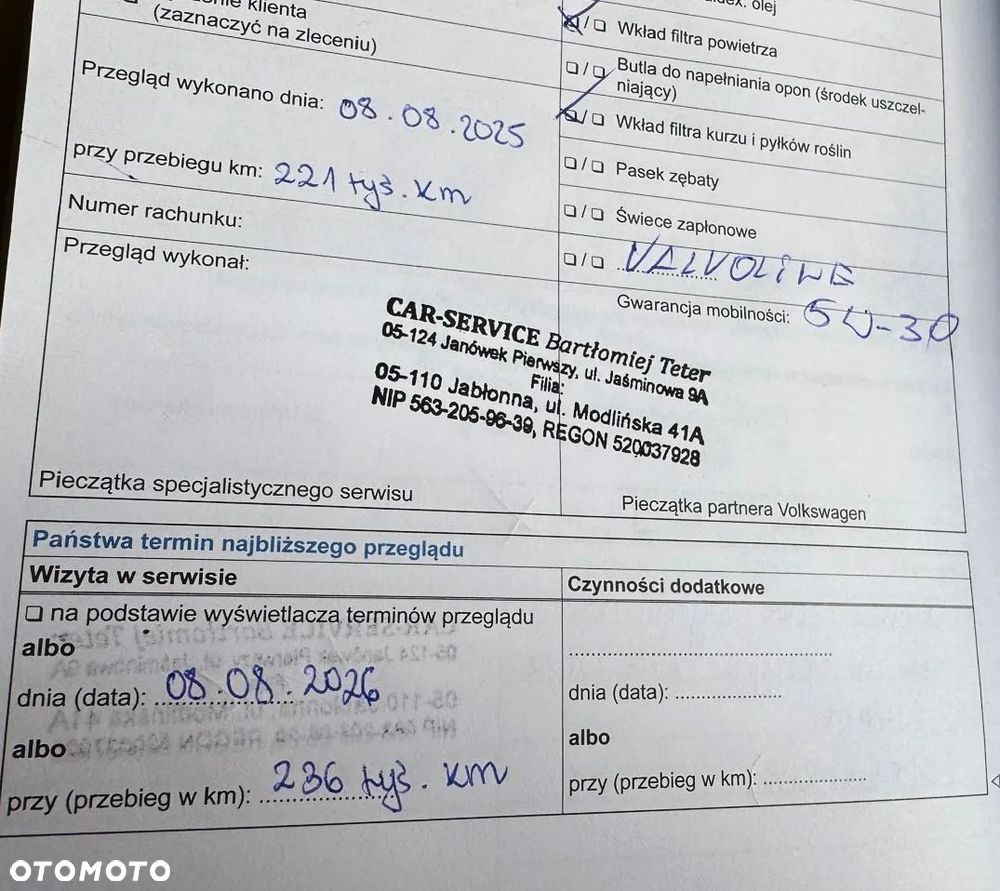 klienta
(zaznaczyć na zleceniu)
Przegląd wykonano dnia: 08.08.2025
przy przebiegu km: 221 tyś. km
Numer rachunku:
Przegląd wykonał:
olej
Wkład filtra powietrza
Butla do napełniania opon (środek uszczel-
niający)
Wkład filtra kurzu i pyłków roślin
Pasek zębaty
Świece zapłonowe
VALVOLINE
Gwarancja mobilności: 5W-30
CAR-SERVICE Bartłomiej Teter
05-124 Janówek Pierwszy, ul. Jaśminowa 9A
Filia:
05-110 Jabłonna, ul. Modlińska 41A
NIP 563-205-96-39, REGON 520037928
Pieczątka specjalistycznego serwisu
Pieczątka partnera Volkswagen
Państwa termin najbliższego przeglądu
Wizyta w serwisie
na podstawie wyświetlacza terminów przeglądu
albo
dnia (data): 08.08.2026
albo
przy (przebieg w km): 236 tyś. km
Czynności dodatkowe
dnia (data):
albo
przy (przebieg w km):
OTOMOTO